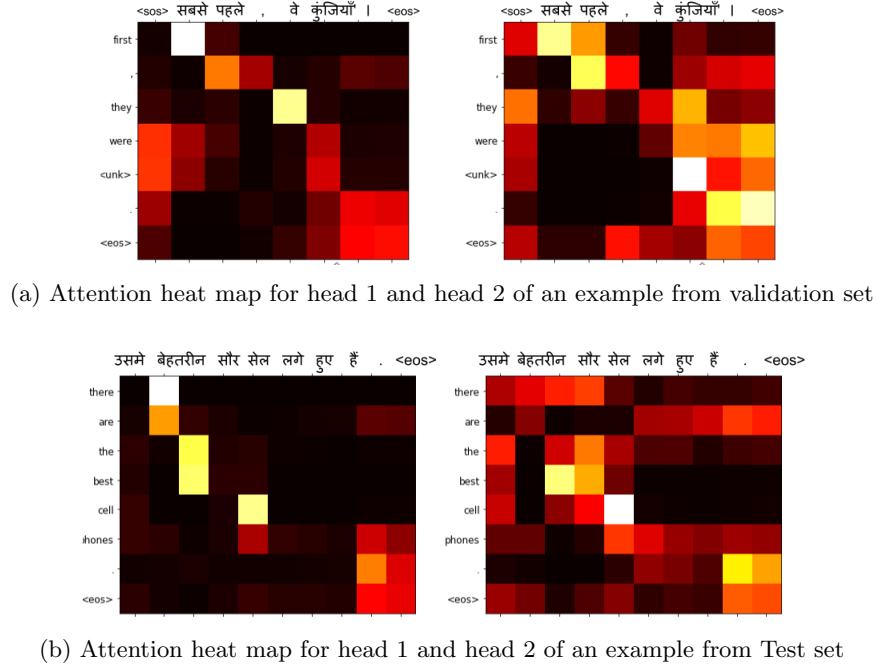 <sos> सबसे पहले , वे कुंजियाँ । <eos>
first
,
they
were
<unk>
.
<eos>
<sos> सबसे पहले , वे कुंजियाँ । <eos>
first
,
they
were
<unk>
.
<eos>
(a) Attention heat map for head 1 and head 2 of an example from validation set
उसमे बेहतरीन सौर सेल लगे हुए हैं . <eos>
there
are
the
best
cell
phones
.
<eos>
उसमे बेहतरीन सौर सेल लगे हुए हैं . <eos>
there
are
the
best
cell
phones
.
<eos>
(b) Attention heat map for head 1 and head 2 of an example from Test set